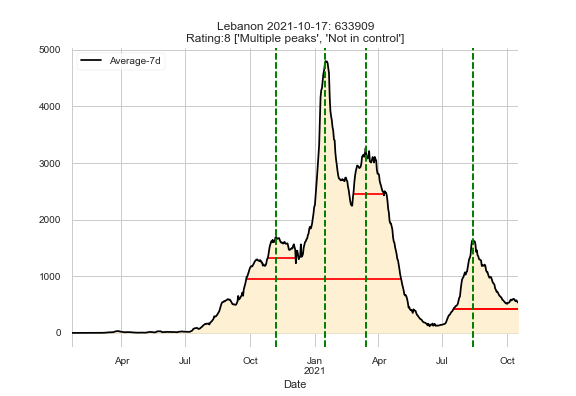 Lebanon 2021-10-17: 633909
Rating:8 ['Multiple peaks', 'Not in control']
Average-7d
5000
4000
3000
2000
1000
0
Apr
Jul
Oct
Jan
2021
Apr
Jul
Oct
Date